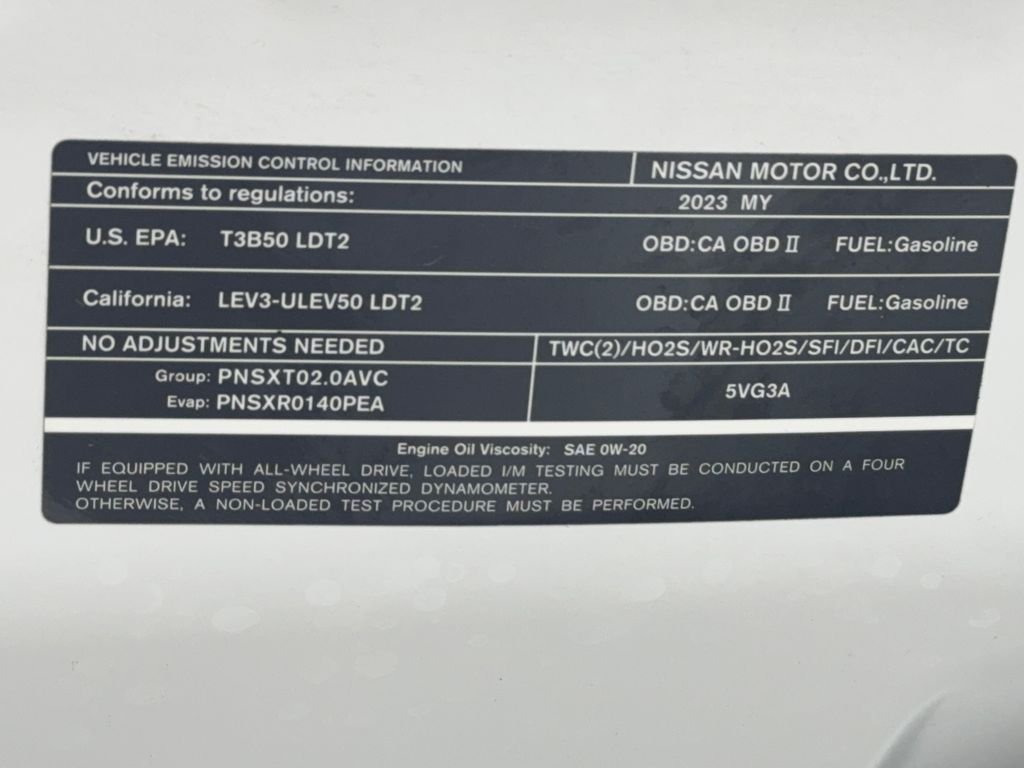 VEHICLE EMISSION CONTROL INFORMATION NISSAN MOTOR CO.,LTD.
Conforms to regulations: 2023 MY
U.S. EPA: T3B50 LDT2 OBD:CA OBD II FUEL:Gasoline
California: LEV3-ULEV50 LDT2 OBD:CA OBD II FUEL:Gasoline
NO ADJUSTMENTS NEEDED TWC(2)/HO2S/WR-HO2S/SFI/DFI/CAC/TC
Group: PNSXT02.0AVC 5VG3A
Evap: PNSXR0140PEA
Engine Oil Viscosity: SAE 0W-20
IF EQUIPPED WITH ALL-WHEEL DRIVE, LOADED I/M TESTING MUST BE CONDUCTED ON A FOUR
WHEEL DRIVE SPEED SYNCHRONIZED DYNAMOMETER.
OTHERWISE, A NON-LOADED TEST PROCEDURE MUST BE PERFORMED.